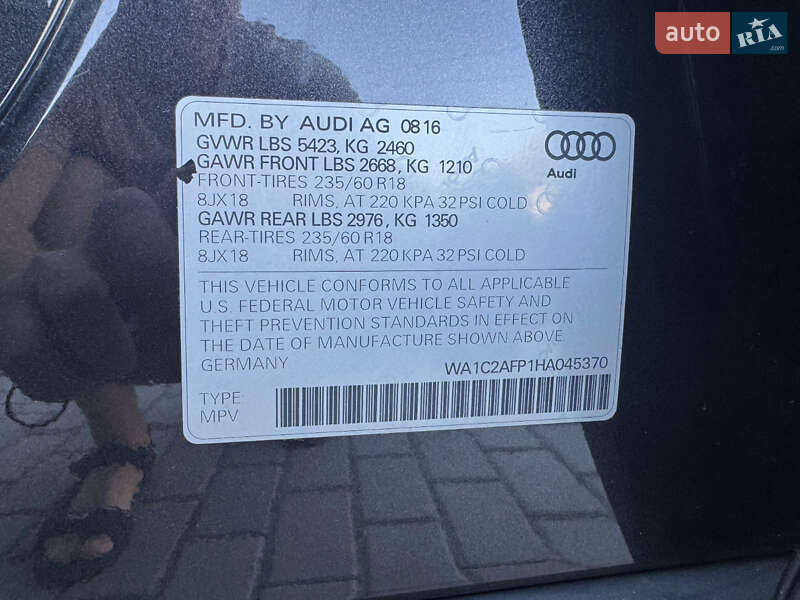 auto RIA
.com
MFD. BY AUDI AG 08 16
GVWR LBS 5423, KG 2460
GAWR FRONT LBS 2668, KG 1210
FRONT-TIRES 235/60 R18
8JX18 RIMS, AT 220 KPA 32 PSI COLD
GAWR REAR LBS 2976, KG 1350
REAR-TIRES 235/60 R18
8JX18 RIMS, AT 220 KPA 32 PSI COLD
Audi
THIS VEHICLE CONFORMS TO ALL APPLICABLE
U.S. FEDERAL MOTOR VEHICLE SAFETY AND
THEFT PREVENTION STANDARDS IN EFFECT ON
THE DATE OF MANUFACTURE SHOWN ABOVE.
GERMANY WA1C2AFP1HA045370
TYPE:
MPV